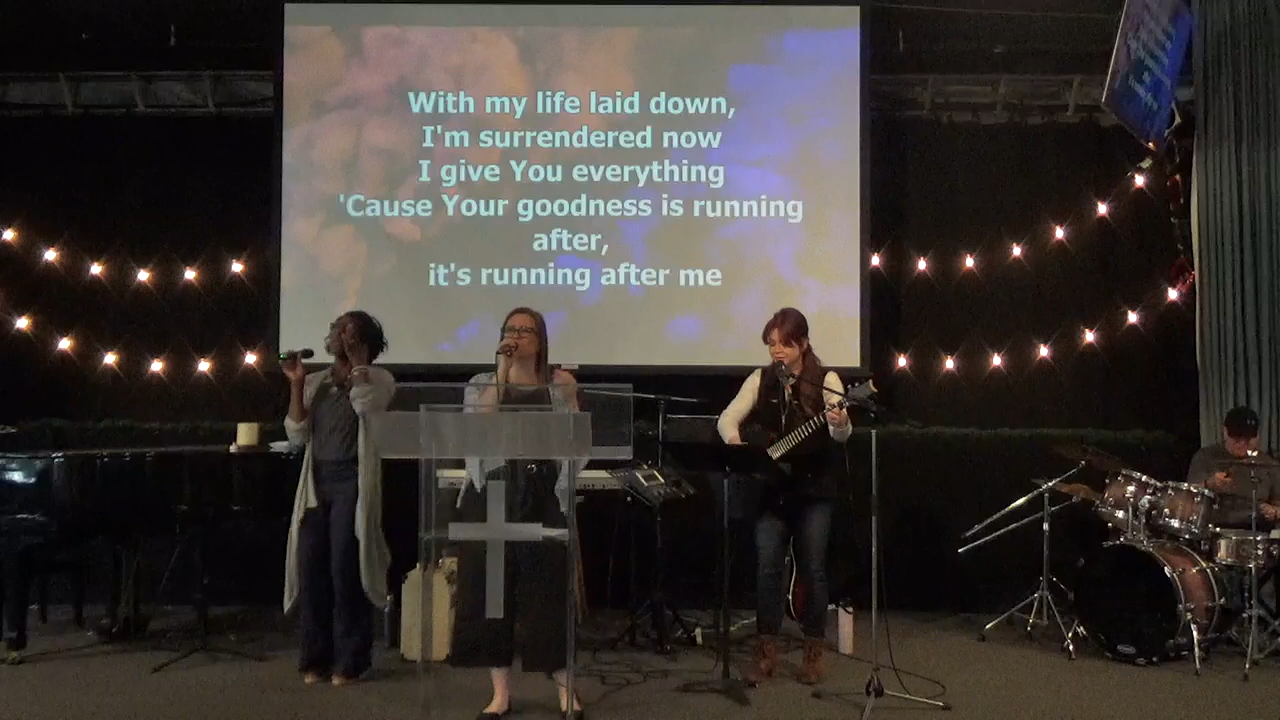 With my life laid down,
I'm surrendered now
I give You everything
'Cause Your goodness is running
after,
it's running after me